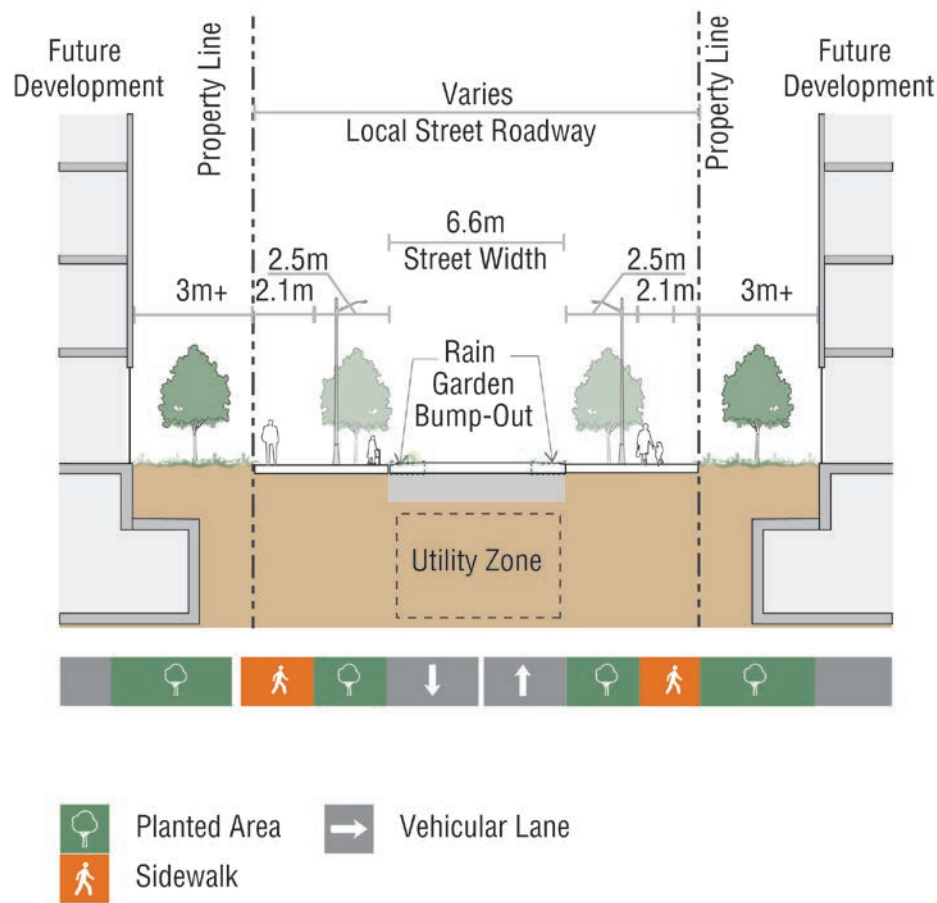 Future
Development
Property Line
Varies
Local Street Roadway
Property Line
Future
Development
6.6m
Street Width
3m+
2.1m
2.5m
2.5m
2.1m
3m+
Rain
Garden
Bump-Out
Utility Zone
Planted Area
Vehicular Lane
Sidewalk